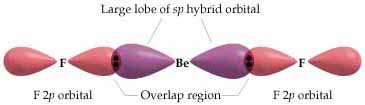 Large lobe of sp hybrid orbital
F Be F
F 2p orbital Overlap region F 2p orbital